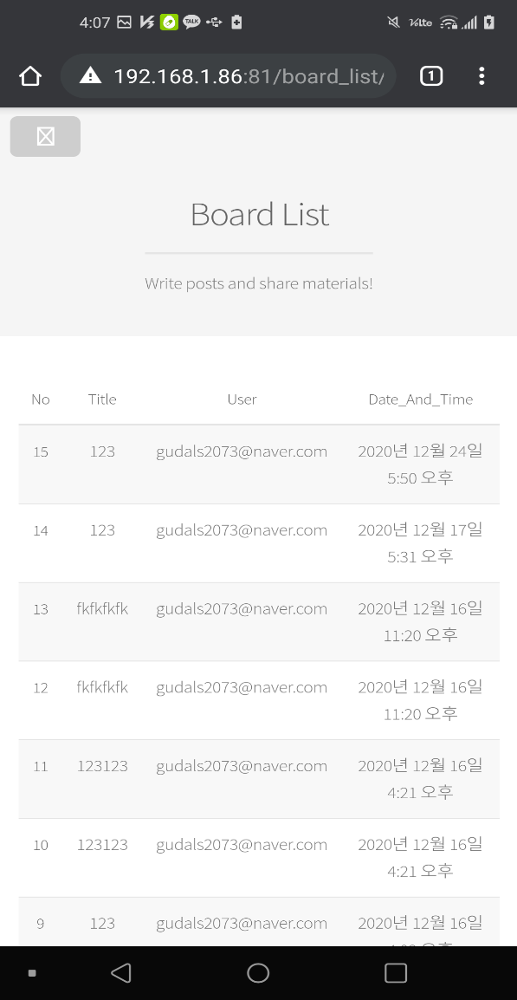 4:07 TALK Volte
192.168.1.86:81/board_list/ 1
Board List
Write posts and share materials!
No Title User Date_And_Time
15 123 gudals2073@naver.com 2020년 12월 24일
5:50 오후
14 123 gudals2073@naver.com 2020년 12월 17일
5:31 오후
13 fkfkfkfk gudals2073@naver.com 2020년 12월 16일
11:20 오후
12 fkfkfkfk gudals2073@naver.com 2020년 12월 16일
11:20 오후
11 123123 gudals2073@naver.com 2020년 12월 16일
4:21 오후
10 123123 gudals2073@naver.com 2020년 12월 16일
4:21 오후
9 123 gudals2073@naver.com 2020년 12월 16일